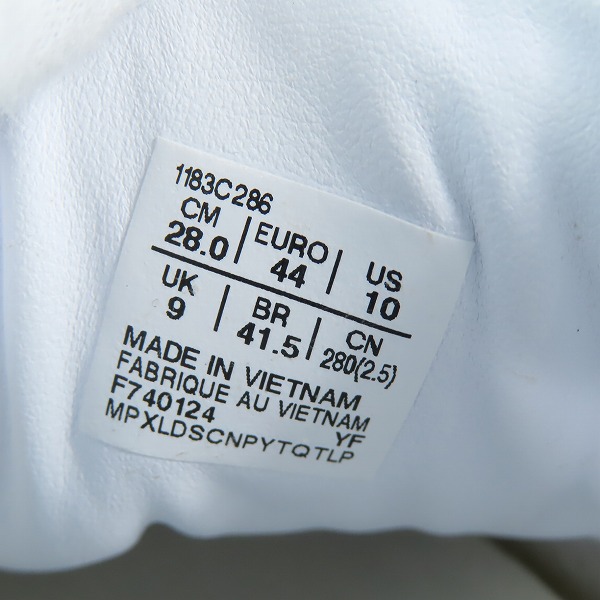 1183C286
CM 28.0 | EURO 44 | US 10
UK 9 | BR 41.5 | CN 280(2.5)
MADE IN VIETNAM
FABRIQUE AU VIETNAM
F740124 YF
MPXLDSCNPYTQTLP